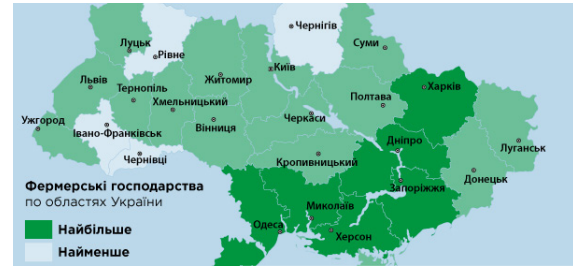 Чернігів
Луцьк
Рівне
Суми
Київ
Житомир
Львів
Тернопіль
Харків
Хмельницький
Полтава
Ужгород
Івано-Франківськ
Вінниця
Черкаси
Дніпро
Луганськ
Чернівці
Кропивницький
Запоріжжя
Донецьк
Фермерські господарства
по областях України
Миколаїв
Одеса
Херсон
Найбільше
Найменше